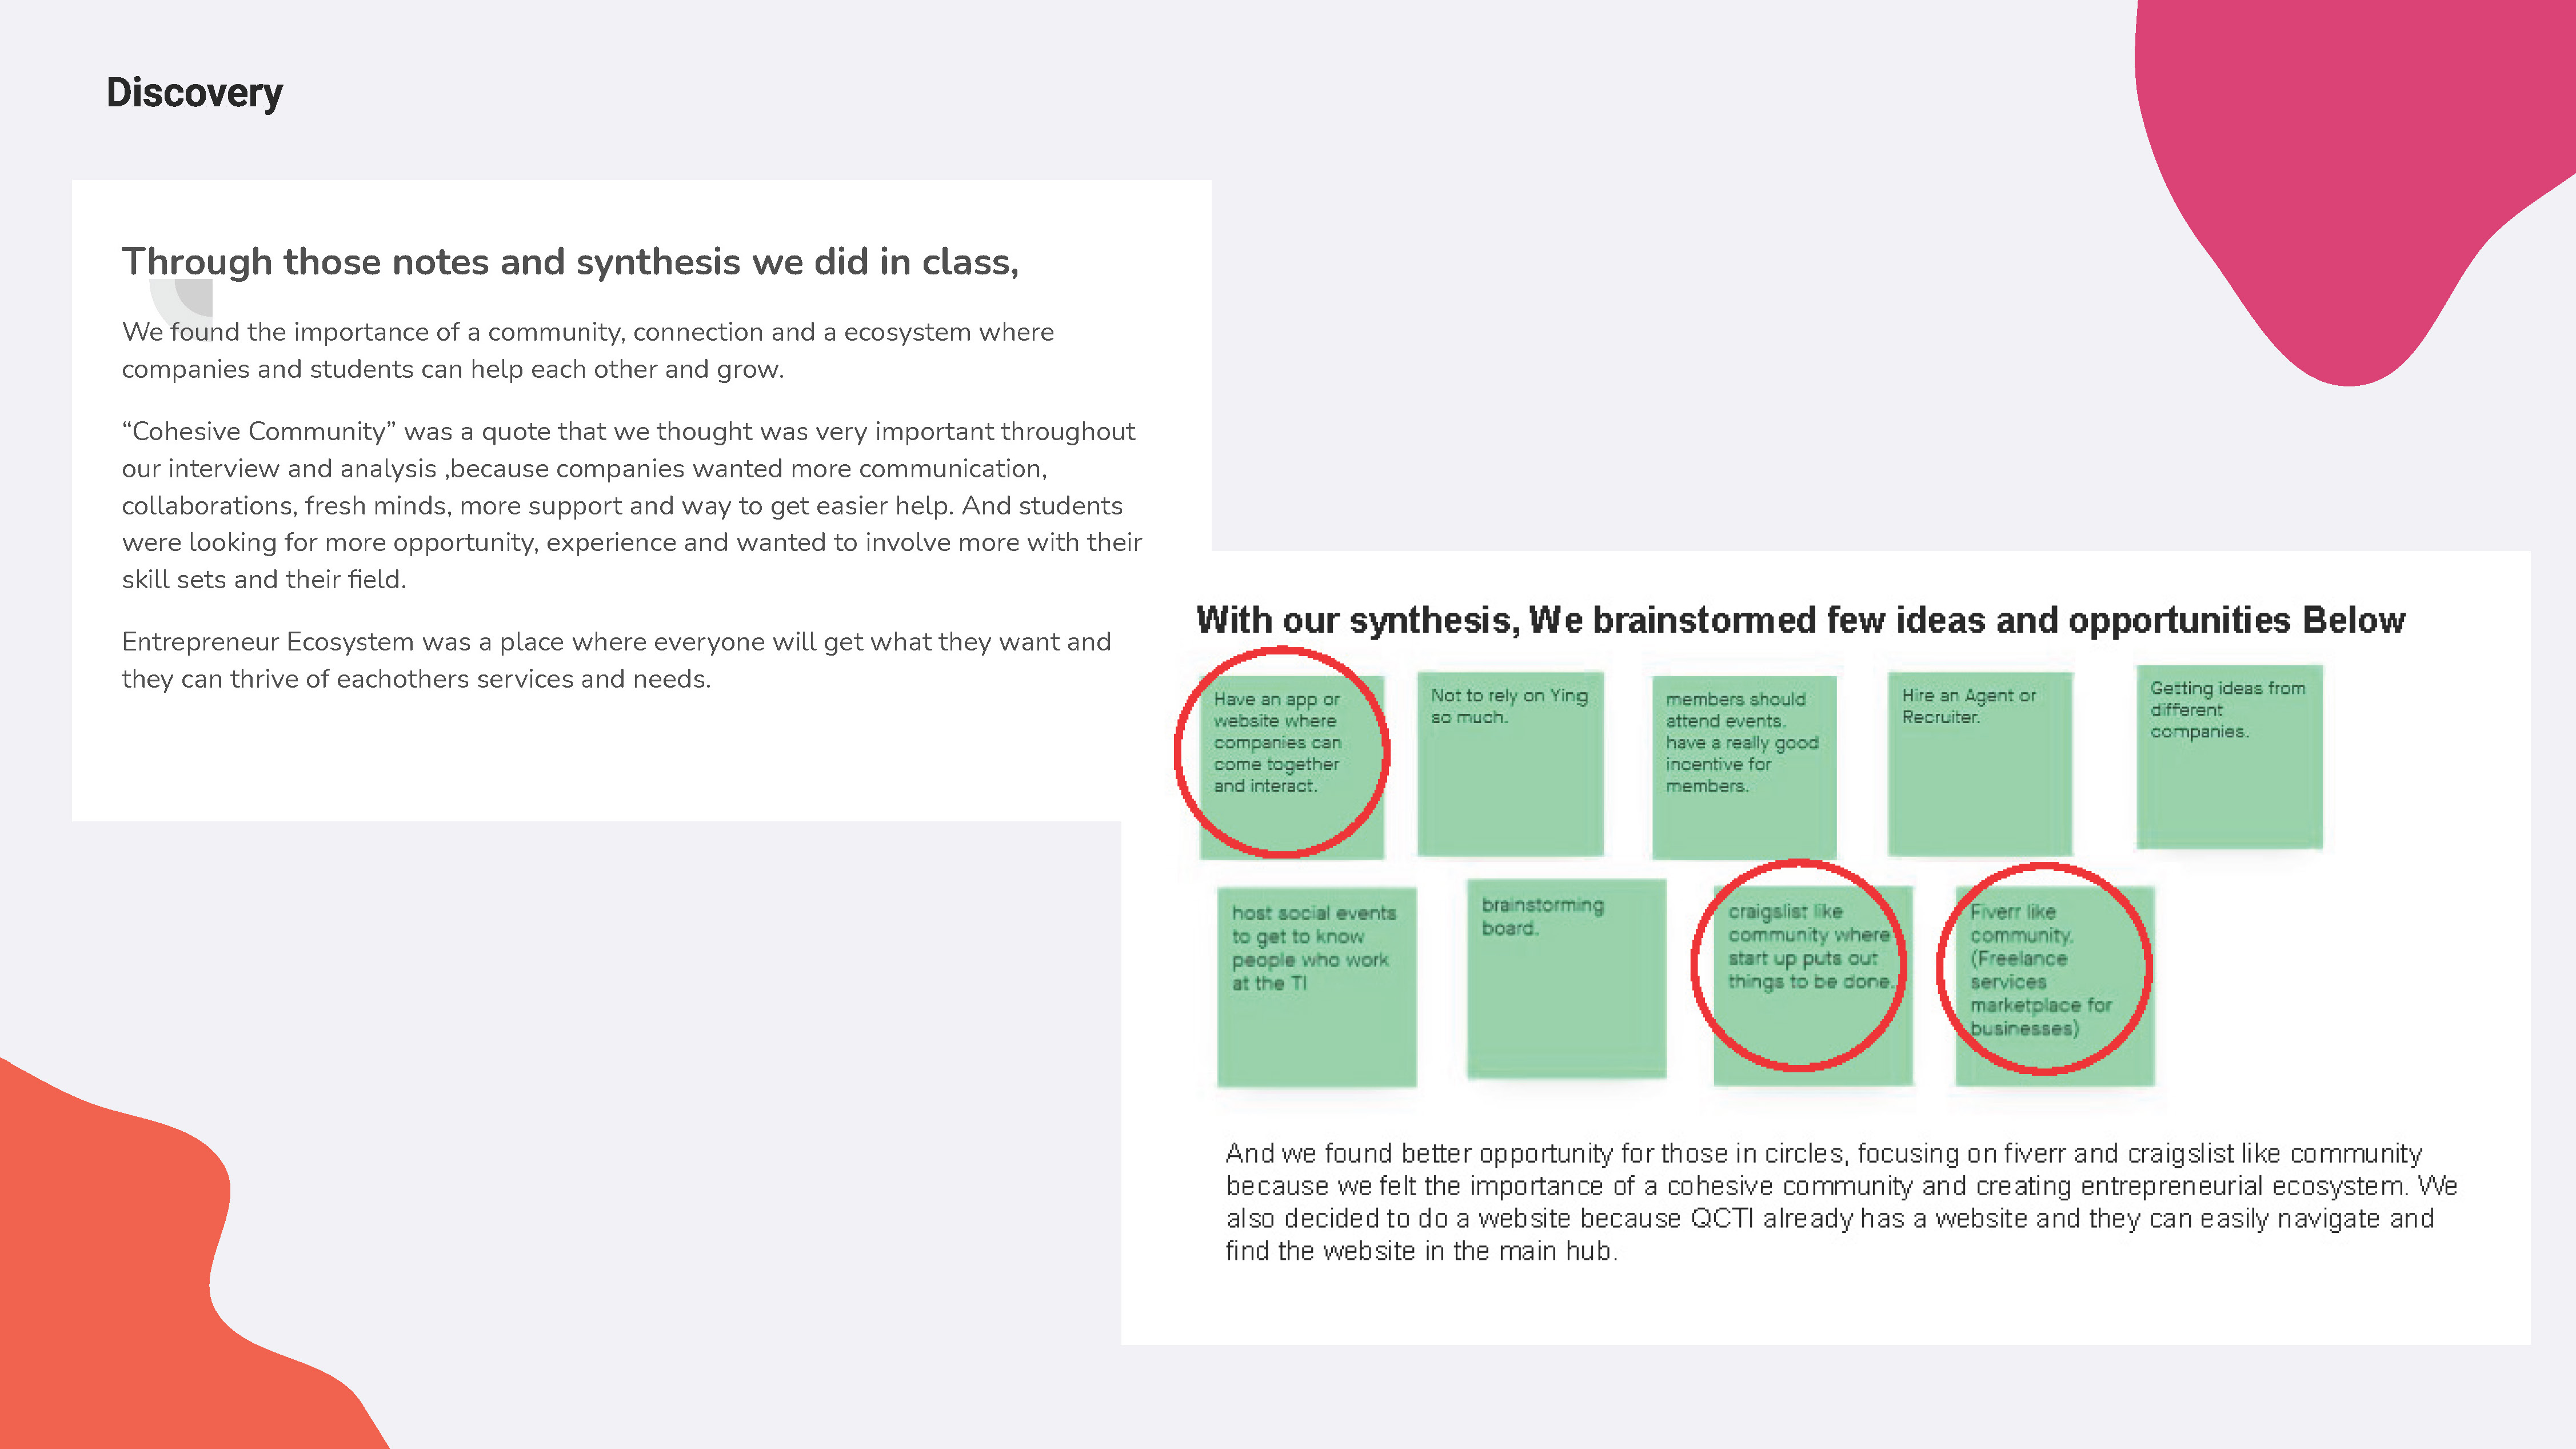 Discovery
Through those notes and synthesis we did in class,
We found the importance of a community, connection and a ecosystem where
companies and students can help each other and grow.
“Cohesive Community” was a quote that we thought was very important throughout
our interview and analysis ,because companies wanted more communication,
collaborations, fresh minds, more support and way to get easier help. And students
were looking for more opportunity, experience and wanted to involve more with their
skill sets and their field.
Entrepreneur Ecosystem was a place where everyone will get what they want and
they can thrive of eachothers services and needs.
With our synthesis, We brainstormed few ideas and opportunities Below
Have an app or
website where
companies can
come together
and interact.
Not to rely on Ying
so much.
members should
attend events.
have a really good
incentive for
members.
Hire an Agent or
Recruiter.
Getting ideas from
different
companies.
host social events
to get to know
people who work
at the TI
brainstorming
board.
craigslist like
community where
start up puts out
things to be done.
Fiverr like
community.
(Freelance
services
marketplace for
businesses)
And we found better opportunity for those in circles, focusing on fiverr and craigslist like community
because we felt the importance of a cohesive community and creating entrepreneurial ecosystem. We
also decided to do a website because QCTI already has a website and they can easily navigate and
find the website in the main hub.